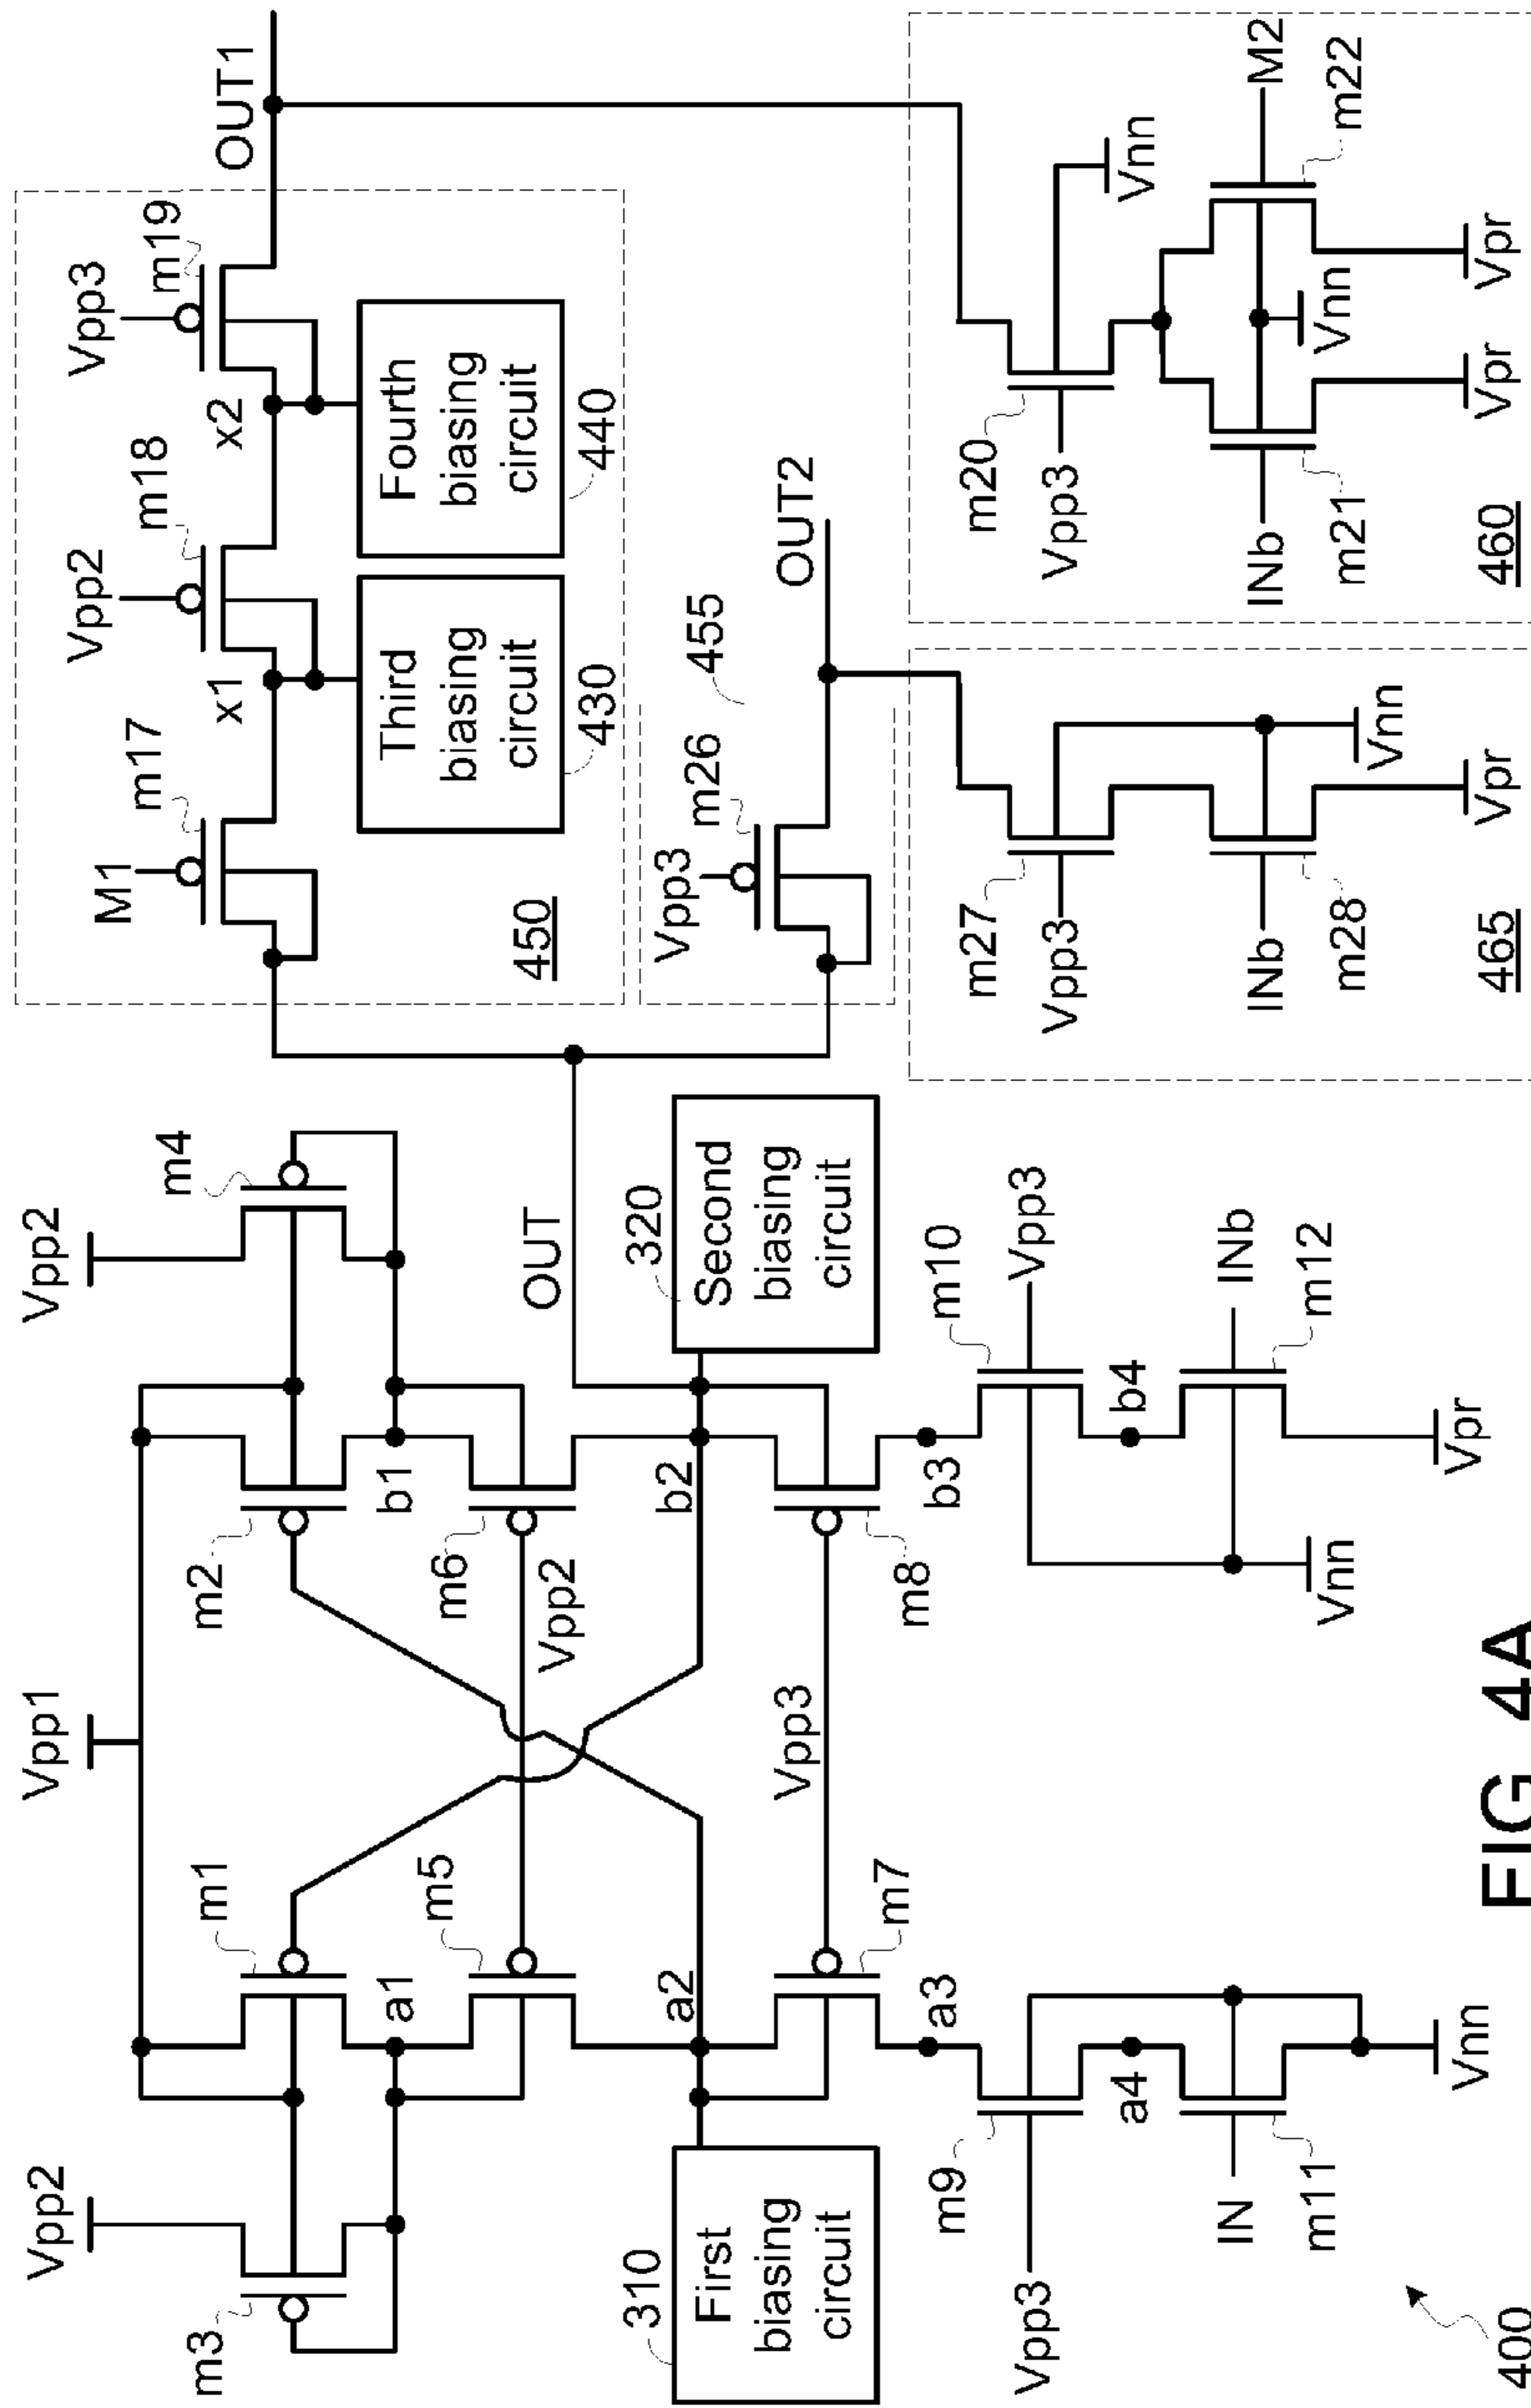 Vpp2
Vpp1
Vpp2
m3
m1
m2
m4
a1
b1
m5
m6
Vpp2
OUT
310
First
biasing
circuit
a2
b2
320
Second
biasing
circuit
Vpp3
m7
m8
a3
b3
m9
Vpp3
m10
Vpp3
a4
b4
IN
m11
INb
m12
Vnn
Vnn
Vpr
M1
m17
Vpp2
m18
Vpp3
m19
x1
x2
OUT1
Third
biasing
circuit
430
Fourth
biasing
circuit
440
450
Vpp3
m26
455
OUT2
m27
Vpp3
INb
m28
Vnn
Vpr
465
m20
Vpp3
Vnn
INb
m21
M2
m22
Vnn
Vpr
Vpr
460
400
FIG. 4A